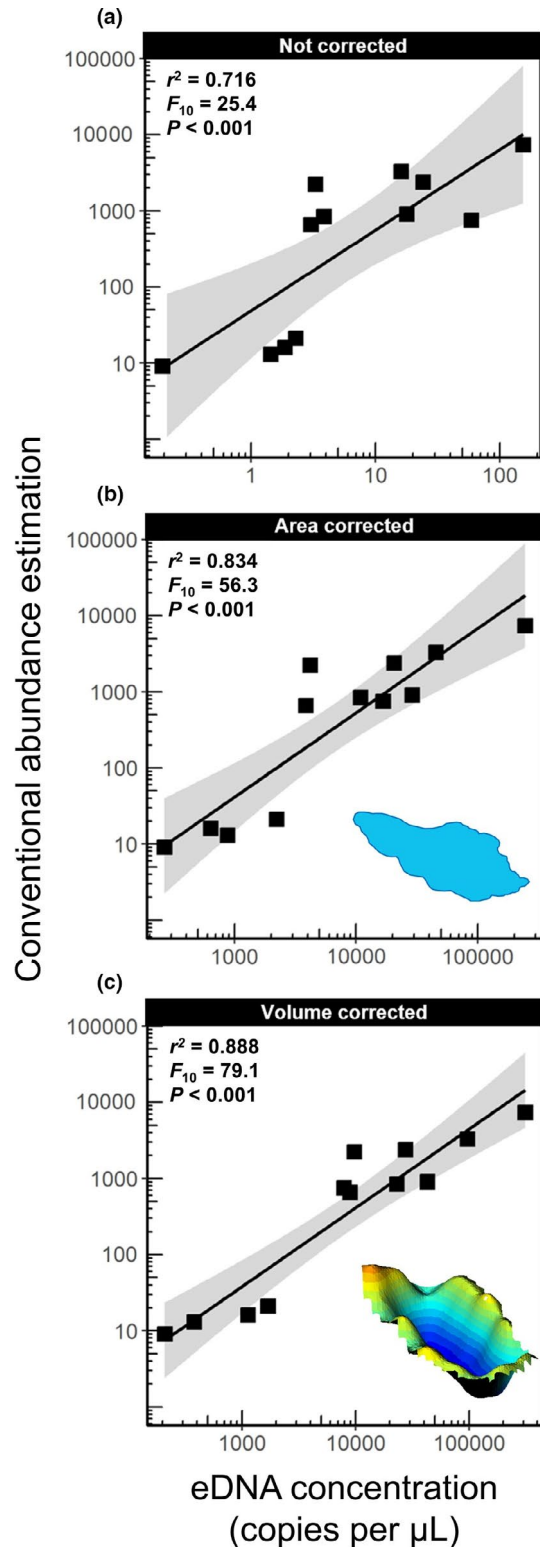 (a)
Not corrected
r² = 0.716
F₁₀ = 25.4
P < 0.001
100000
10000
1000
100
10
1
10
100
(b)
Area corrected
r² = 0.834
F₁₀ = 56.3
P < 0.001
100000
10000
1000
100
10
1000
10000
100000
(c)
Volume corrected
r² = 0.888
F₁₀ = 79.1
P < 0.001
100000
10000
1000
100
10
1000
10000
100000
Conventional abundance estimation
eDNA concentration
(copies per µL)